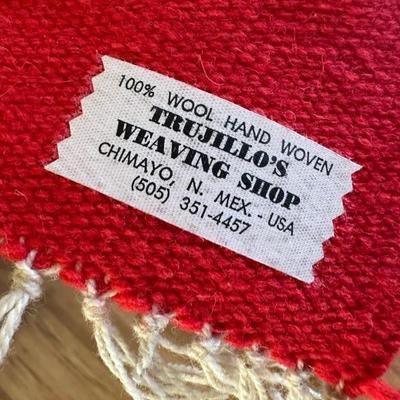 100% WOOL HAND WOVEN
TRUJILLO'S
WEAVING SHOP
CHIMAYO, N. MEX. - USA
(505) 351-4457